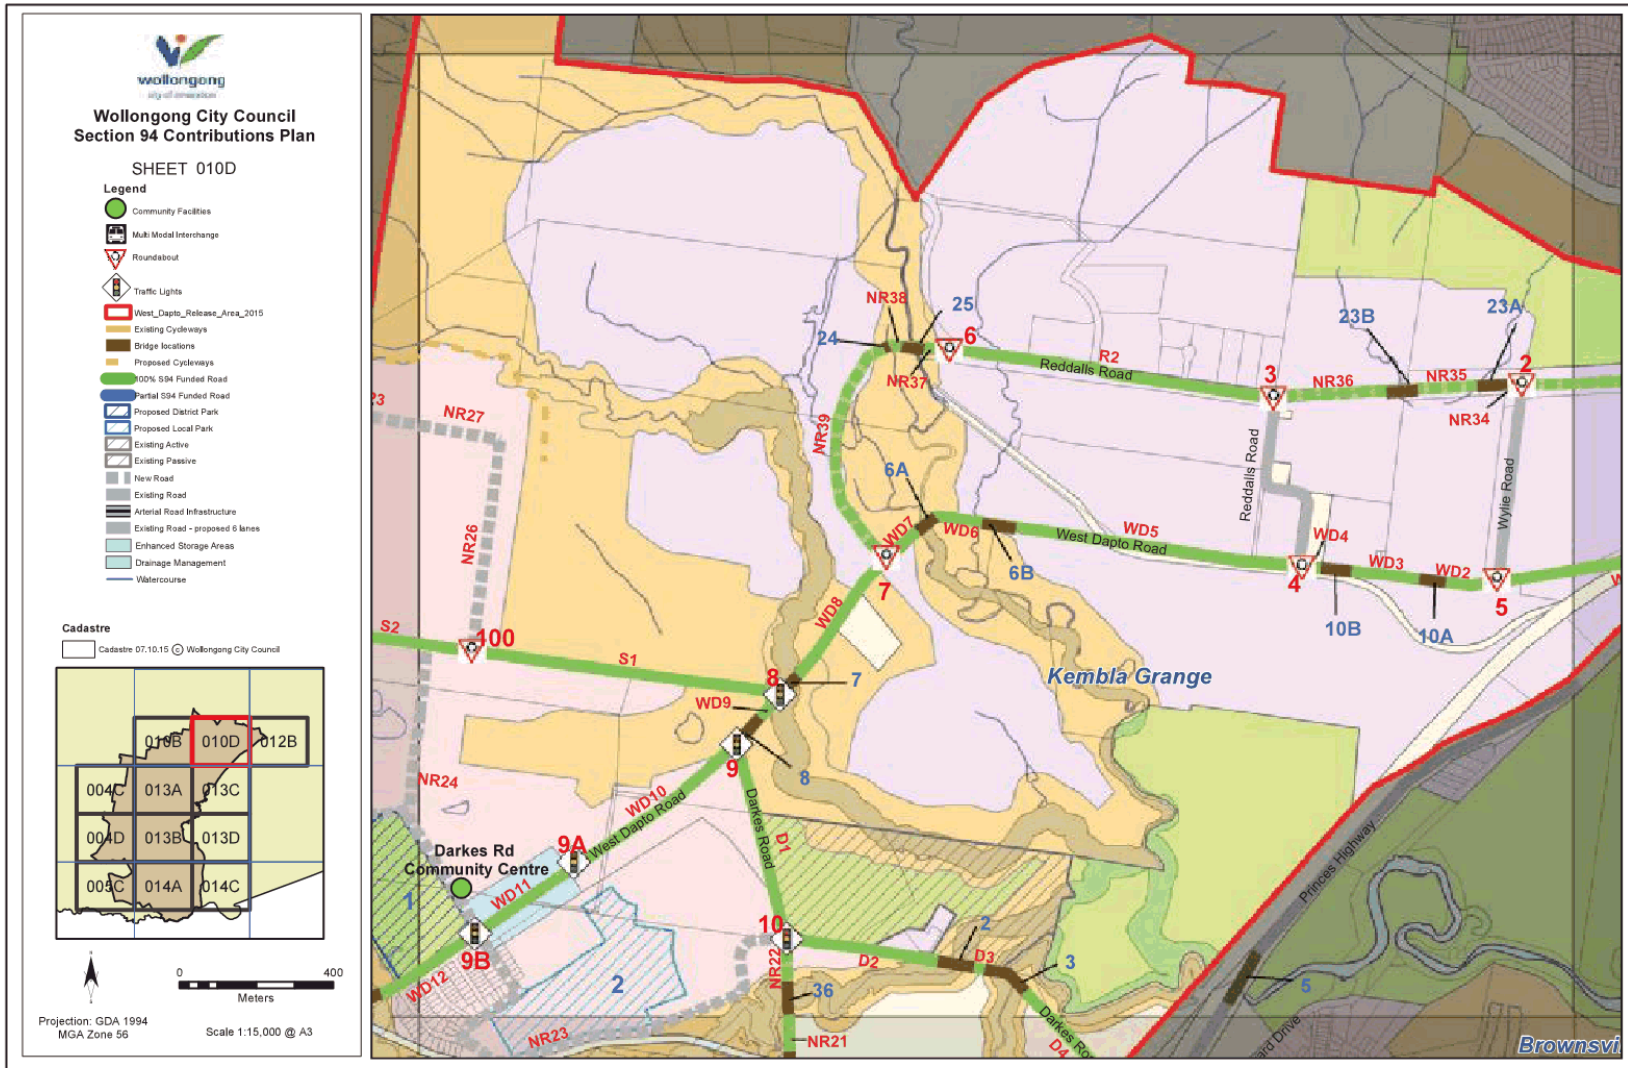 wollongong
city of innovation
Wollongong City Council
Section 94 Contributions Plan
SHEET 010D
Legend
Community Facilities
Multi Modal Interchange
Roundabout
Traffic Lights
West_Dapto_Release_Area_2015
Existing Cycleways
Bridge locations
Proposed Cycleways
100% S94 Funded Road
Partial S94 Funded Road
Proposed District Park
Proposed Local Park
Existing Active
Existing Passive
New Road
Existing Road
Arterial Road Infrastructure
Existing Road - proposed 6 lanes
Enhanced Storage Areas
Drainage Management
Watercourse
Cadastre
Cadastre 07.10.15 © Wollongong City Council
010B 010D 012B
004C 013A 013C
004D 013B 013D
005C 014A 014C
0 400
Meters
Projection: GDA 1994
MGA Zone 56
Scale 1:15,000 @ A3
NR38
25
24
6
NR37
R2
Reddalls Road
23B
23A
3
NR36
NR35
2
NR34
23
NR27
NR39
6A
Reddalls Road
Wylie Road
NR26
WD7
WD6
WD5
West Dapto Road
WD4
WD3
WD2
W
7
6B
4
5
10B
10A
S2
100
S1
WD8
8
7
Kembla Grange
WD9
9
8
NR24
WD10
West Dapto Road
Darkes Road
D1
Princes Highway
9A
Darkes Rd
Community Centre
WD11
1
10
2
9B
D2
D3
3
WD12
2
NR22
36
5
NR23
NR21
Darkes Ro
D4
ard Drive
Brownsvi